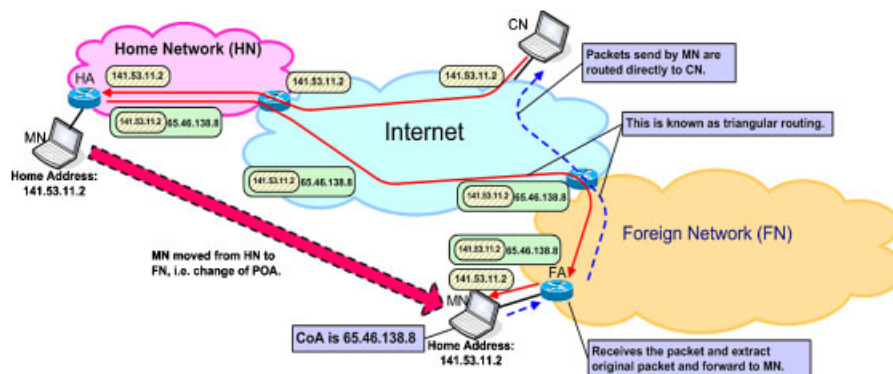 CN
Home Network (HN)
Packets send by MN are
routed directly to CN.
HA
141.53.11.2
141.53.11.2
141.53.11.2
141.53.11.2 65.46.138.8
MN
Internet
This is known as triangular routing.
Home Address:
141.53.11.2
141.53.11.2 65.46.138.8
141.53.11.2 65.46.138.8
Foreign Network (FN)
MN moved from HN to
FN, i.e. change of POA.
141.53.11.2 65.46.138.8
141.53.11.2
FA
MN
CoA is 65.46.138.8
Home Address:
141.53.11.2
Receives the packet and extract
original packet and forward to MN.